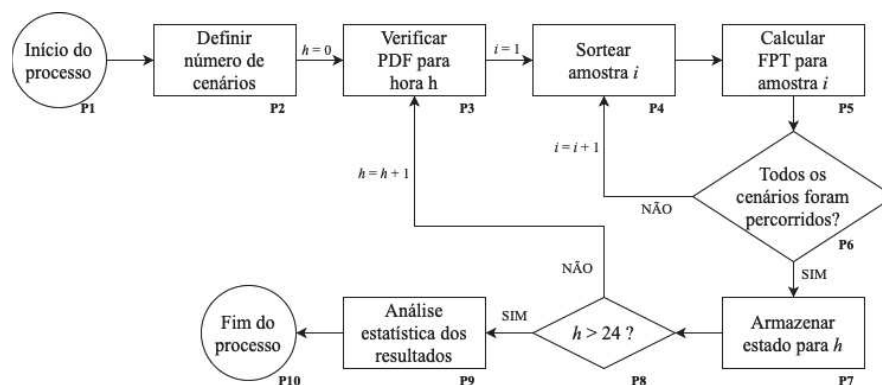 Início do
processo
P1
Definir
número de
cenários
P2
h = 0
Verificar
PDF para
hora h
P3
i = 1
Sortear
amostra i
P4
Calcular
FPT para
amostra i
P5
i = i + 1
h = h + 1
Todos os
cenários foram
percorridos?
P6
NÃO
SIM
NÃO
Fim do
processo
P10
Análise
estatística dos
resultados
P9
SIM
h > 24 ?
P8
Armazenar
estado para h
P7